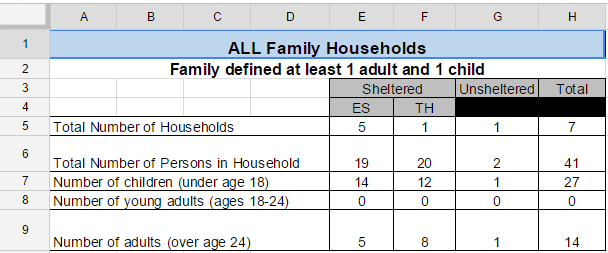 A B C D E F G H
1 ALL Family Households
2 Family defined at least 1 adult and 1 child
3 Sheltered Unsheltered Total
4 ES TH
5 Total Number of Households 5 1 1 7
6 Total Number of Persons in Household 19 20 2 41
7 Number of children (under age 18) 14 12 1 27
8 Number of young adults (ages 18-24) 0 0 0 0
9 Number of adults (over age 24) 5 8 1 14